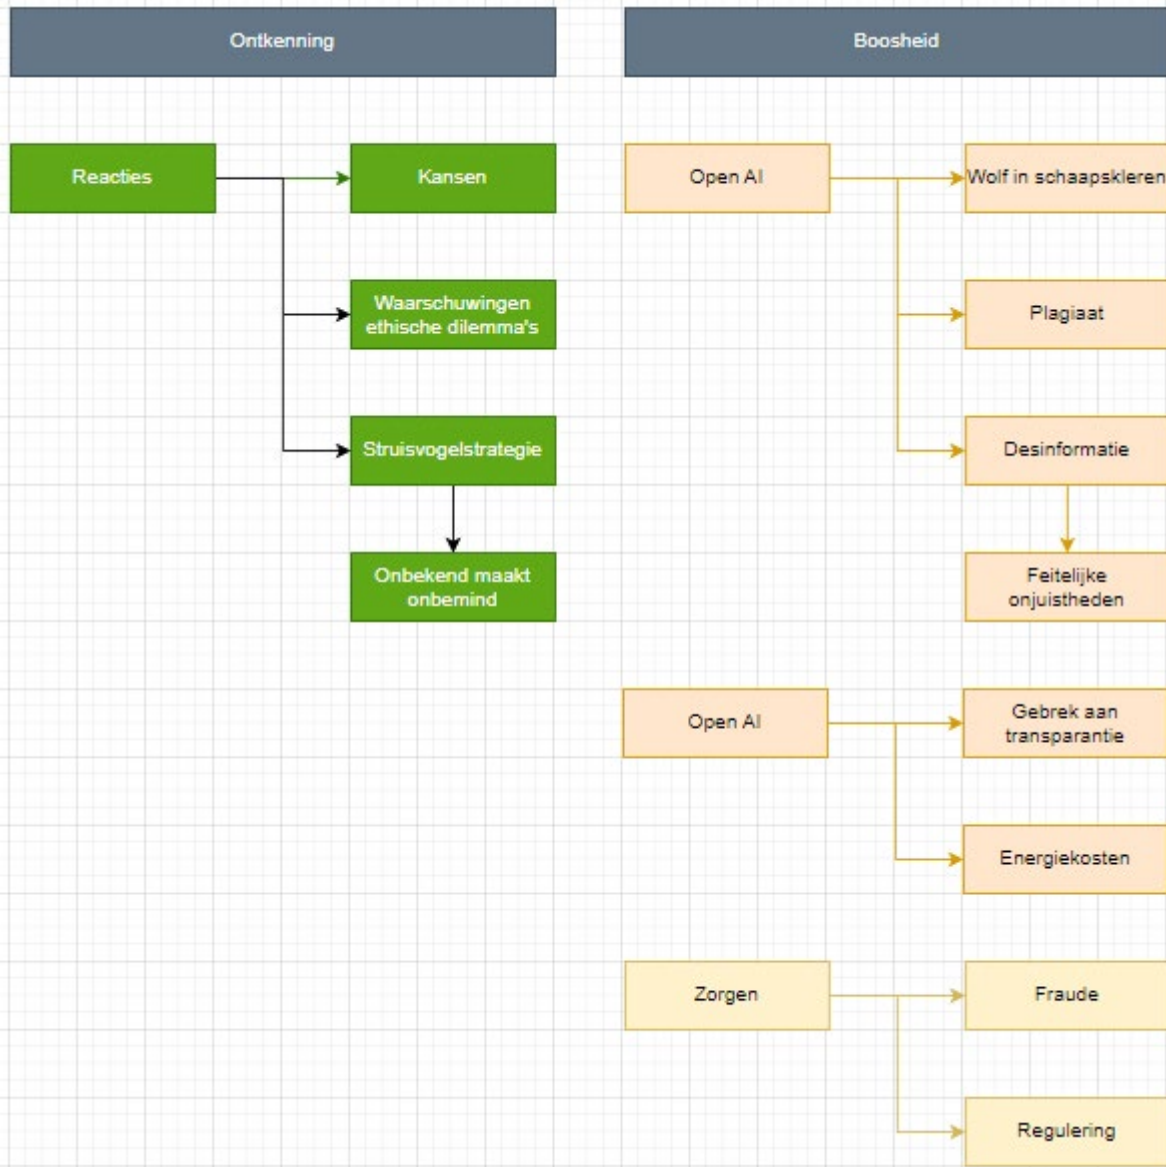 Ontkenning
Boosheid
Reacties
Kansen
Waarschuwingen
ethische dilemma's
Struisvogelstrategie
Onbekend maakt
onbemind
Open AI
Wolf in schaapskleren
Plagiaat
Desinformatie
Feitelijke
onjuistheden
Open AI
Gebrek aan
transparantie
Energiekosten
Zorgen
Fraude
Regulering